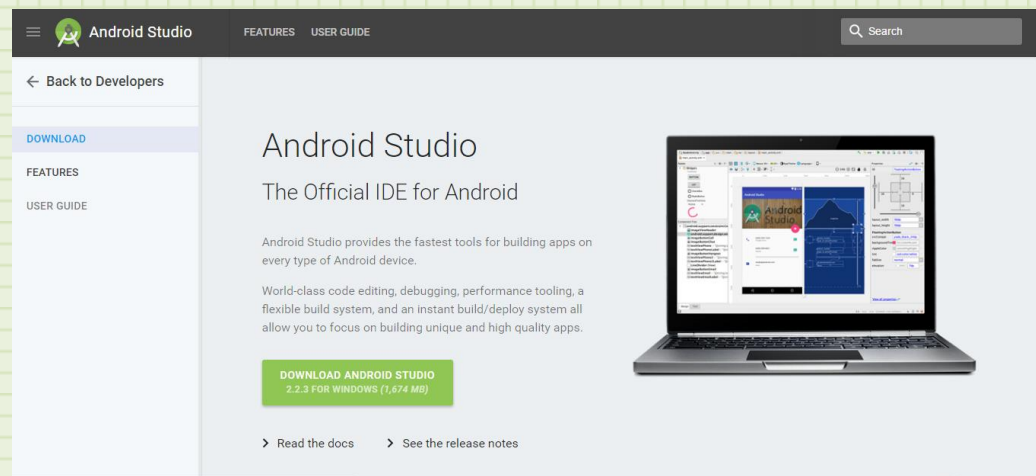 Android Studio
FEATURES USER GUIDE
Search
Back to Developers
DOWNLOAD
FEATURES
USER GUIDE
Android Studio
The Official IDE for Android
Android Studio provides the fastest tools for building apps on
every type of Android device.
World-class code editing, debugging, performance tooling, a
flexible build system, and an instant build/deploy system all
allow you to focus on building unique and high quality apps.
DOWNLOAD ANDROID STUDIO
2.2.3 FOR WINDOWS (1,674 MB)
Read the docs
See the release notes
Android
Studio